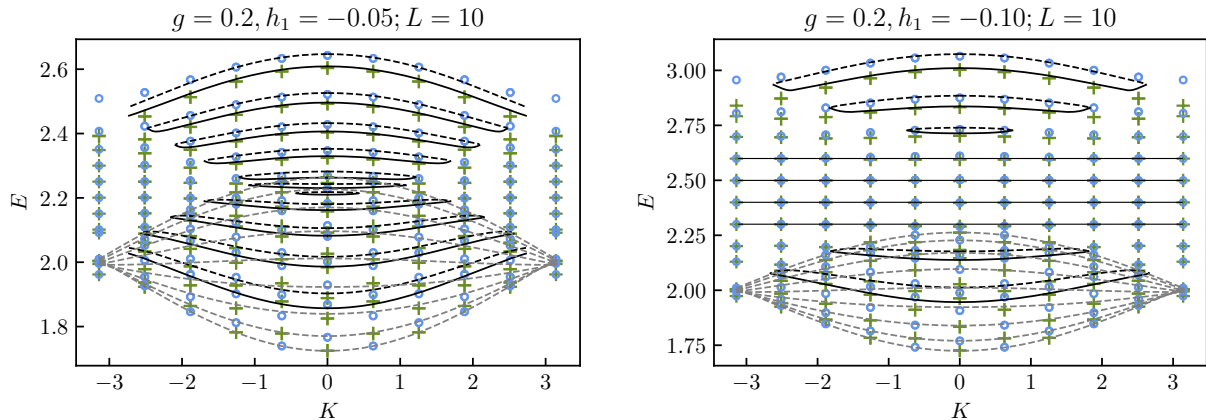 g = 0.2, h₁ = −0.05; L = 10
E
2.6
2.4
2.2
2.0
1.8
−3 −2 −1 0 1 2 3
K
g = 0.2, h₁ = −0.10; L = 10
E
3.00
2.75
2.50
2.25
2.00
1.75
−3 −2 −1 0 1 2 3
K